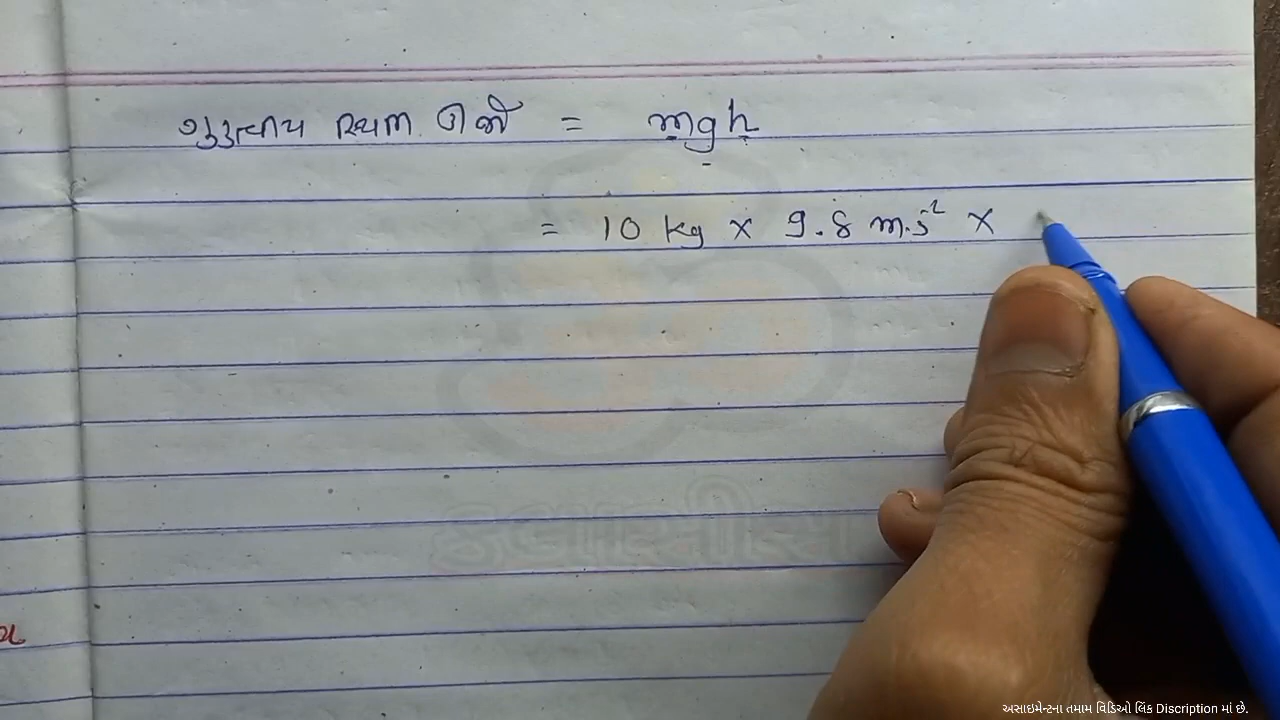 ગુરુત્વીય સ્થિતિ ઊર્જા = mgh
= 10 kg × 9.8 m.s⁻² ×
અસાઇમેન્ટના તમામ વિડિઓ લિંક Discription માં છે.